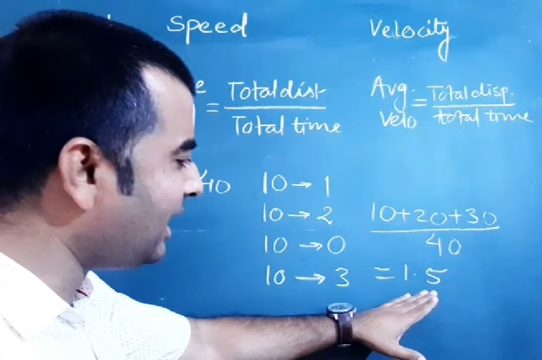 Speed Velocity
e = Total dist / Total time
Avg. Velo = Total disp. / total time
40
10 → 1
10 → 2
10 → 0
10 → 3
10+20+30 / 40
= 1.5